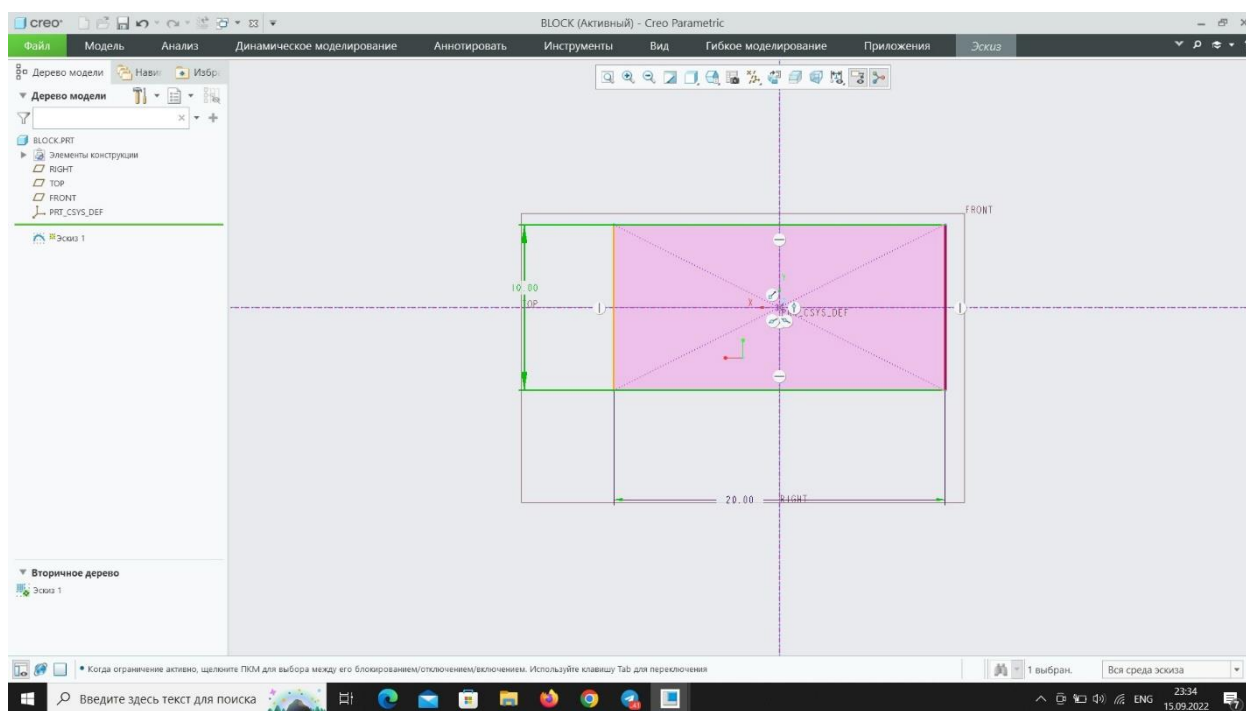 creo
BLOCK (Активный) - Creo Parametric
Файл Модель Анализ Динамическое моделирование Аннотировать Инструменты Вид Гибкое моделирование Приложения Эскиз
Дерево модели Нави Избр
Дерево модели
BLOCK.PRT
Элементы конструкции
RIGHT
TOP
FRONT
PRT_CSYS_DEF
Эскиз 1
FRONT
10.00
TOP
X
_CSYS_DEF
20.00 RIGHT
Вторичное дерево
Эскиз 1
• Когда ограничение активно, щелкните ПКМ для выбора между его блокированием/отключением/включением. Используйте клавишу Tab для переключения
1 выбран. Вся среда эскиза
Введите здесь текст для поиска
ENG 23:34
15.09.2022